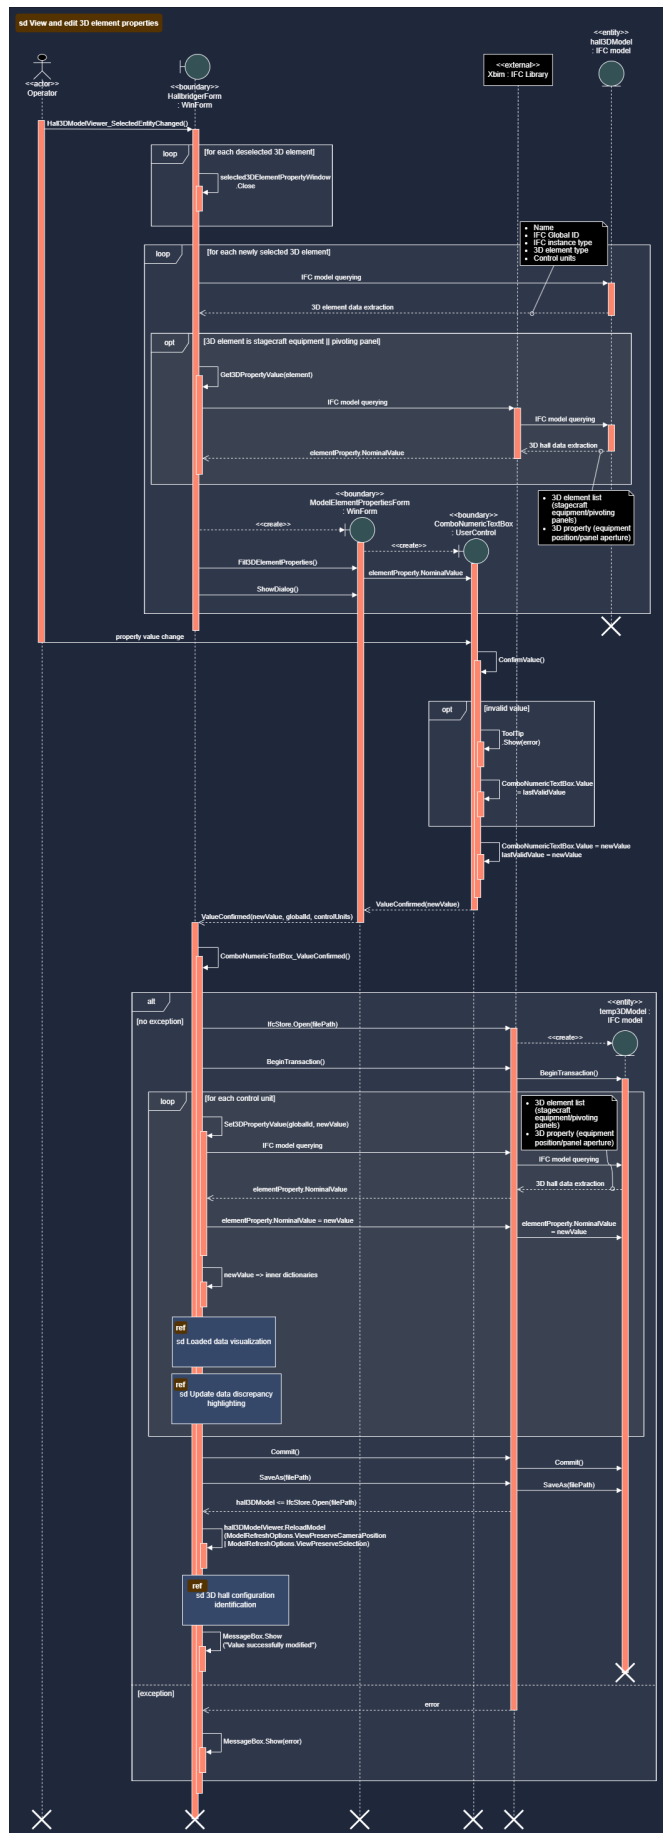 sd View and edit 3D element properties
<<entity>>
hall3DModel
: IFC model
<<external>>
Xbim : IFC Library
<<actor>>
Operator
<<boundary>>
HallbridgerForm
: WinForm
Hall3DModelViewer_SelectedEntityChanged()
loop
[for each deselected 3D element]
selected3DElementPropertyWindow
.Close
loop
[for each newly selected 3D element]
• Name
• IFC Global ID
• IFC instance type
• 3D element type
• Control units
IFC model querying
3D element data extraction
opt
[3D element is stagecraft equipment || pivoting panel]
Get3DPropertyValue(element)
IFC model querying
IFC model querying
3D hall data extraction
elementProperty.NominalValue
• 3D element list
(stagecraft
equipment/pivoting
panels)
• 3D property (equipment
position/panel aperture)
<<boundary>>
ModelElementPropertiesForm
: WinForm
<<boundary>>
ComboNumericTextBox
: UserControl
<<create>>
<<create>>
Fill3DElementProperties()
elementProperty.NominalValue
ShowDialog()
property value change
ConfirmValue()
opt
[invalid value]
ToolTip
.Show(error)
ComboNumericTextBox.Value
= lastValidValue
ComboNumericTextBox.Value = newValue
lastValidValue = newValue
ValueConfirmed(newValue)
ValueConfirmed(newValue, globalId, controlUnits)
ComboNumericTextBox_ValueConfirmed()
alt
[no exception]
<<entity>>
temp3DModel :
IFC model
IfcStore.Open(filePath)
<<create>>
BeginTransaction()
BeginTransaction()
loop
[for each control unit]
• 3D element list
(stagecraft
equipment/pivoting
panels)
• 3D property (equipment
position/panel aperture)
Set3DPropertyValue(globalId, newValue)
IFC model querying
IFC model querying
3D hall data extraction
elementProperty.NominalValue
elementProperty.NominalValue = newValue
elementProperty.NominalValue
= newValue
newValue => inner dictionaries
ref
sd Loaded data visualization
ref
sd Update data discrepancy
highlighting
Commit()
Commit()
SaveAs(filePath)
SaveAs(filePath)
hall3DModel <= IfcStore.Open(filePath)
hall3DModelViewer.ReloadModel
(ModelRefreshOptions.ViewPreserveCameraPosition
| ModelRefreshOptions.ViewPreserveSelection)
ref
sd 3D hall configuration
identification
MessageBox.Show
("Value successfully modified")
[exception]
error
MessageBox.Show(error)